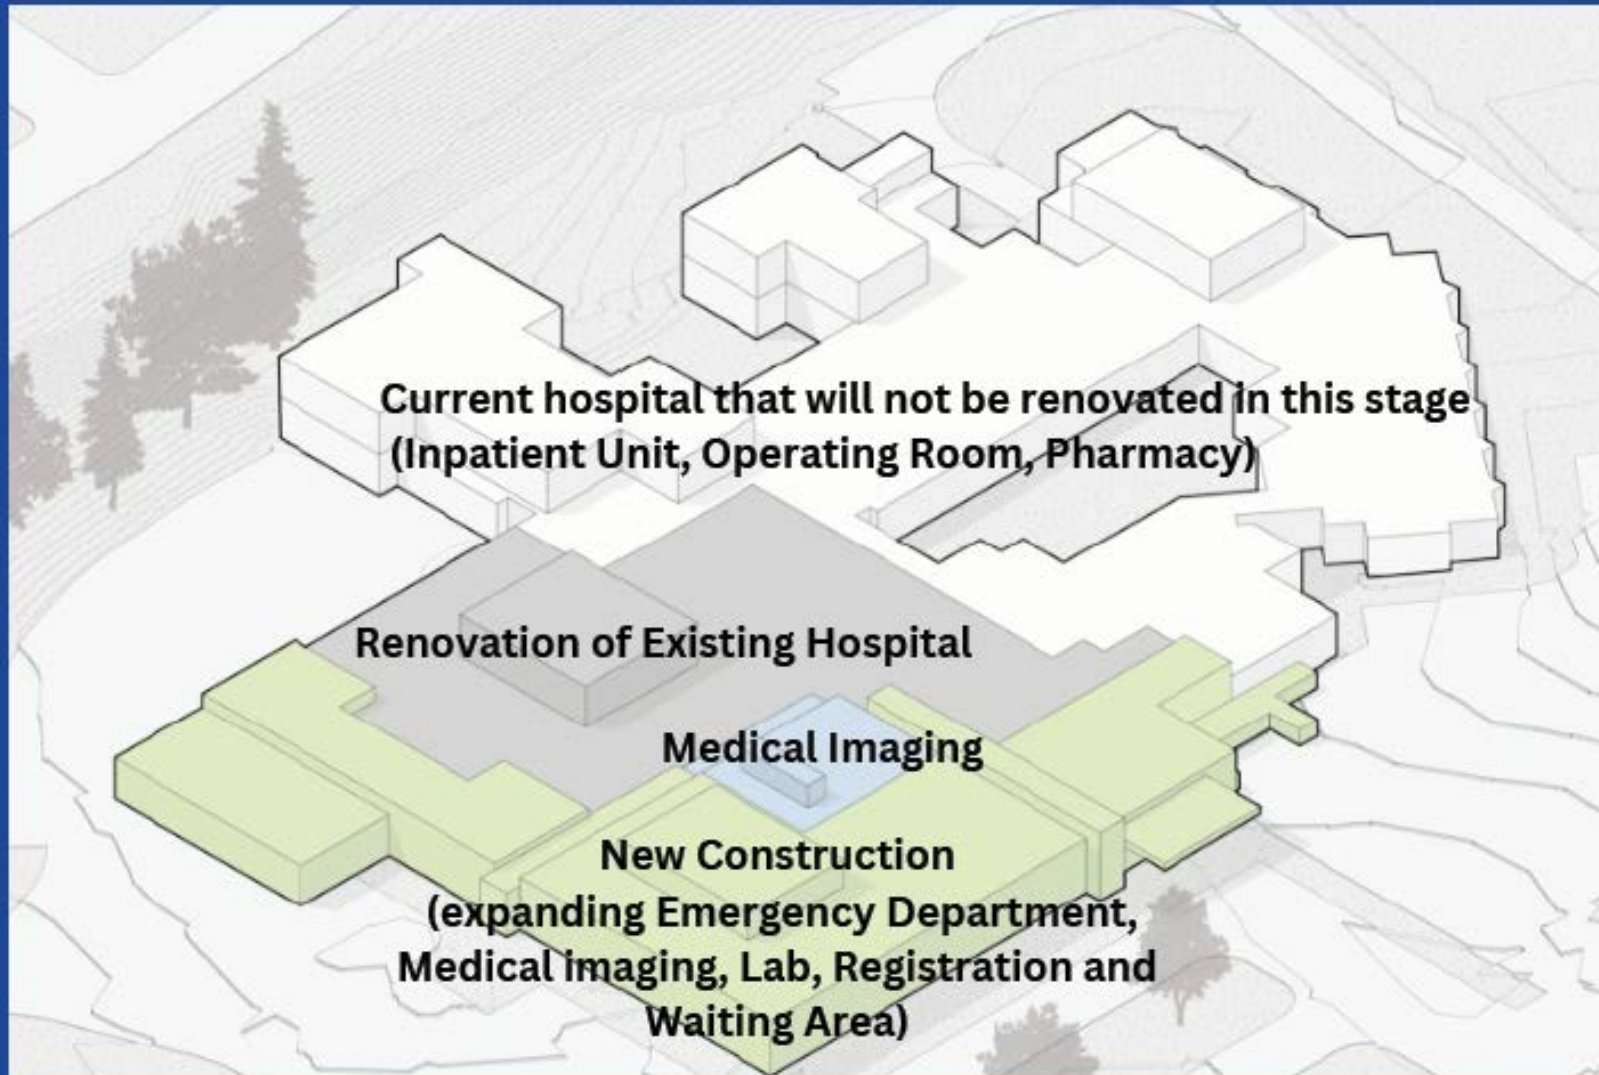 Current hospital that will not be renovated in this stage
(Inpatient Unit, Operating Room, Pharmacy)
Renovation of Existing Hospital
Medical Imaging
New Construction
(expanding Emergency Department,
Medical imaging, Lab, Registration and
Waiting Area)